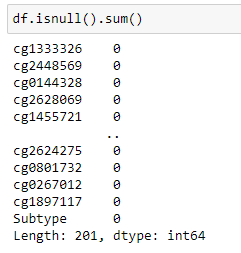 df.isnull().sum()
cg1333326    0
cg2448569    0
cg0144328    0
cg2628069    0
cg1455721    0
..
cg2624275    0
cg0801732    0
cg0267012    0
cg1897117    0
Subtype      0
Length: 201, dtype: int64